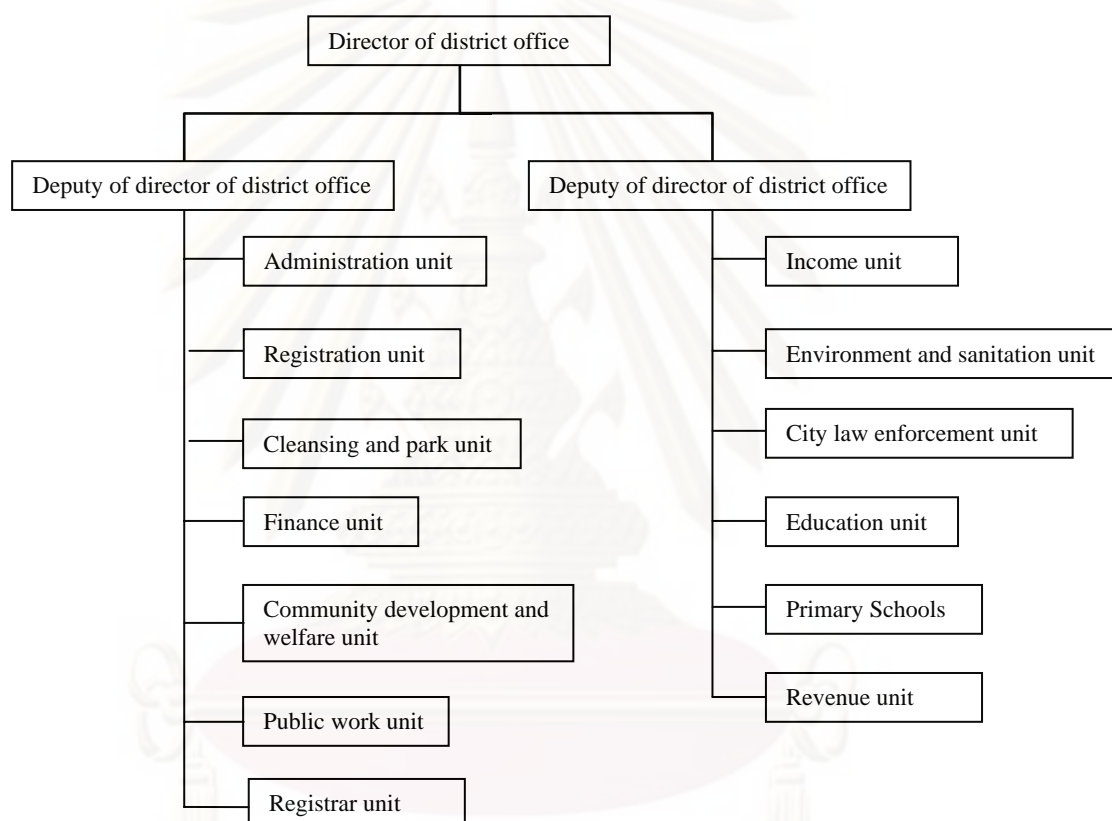 Director of district office
Deputy of director of district office
Administration unit
Registration unit
Cleansing and park unit
Finance unit
Community development and
welfare unit
Public work unit
Registrar unit
Deputy of director of district office
Income unit
Environment and sanitation unit
City law enforcement unit
Education unit
Primary Schools
Revenue unit